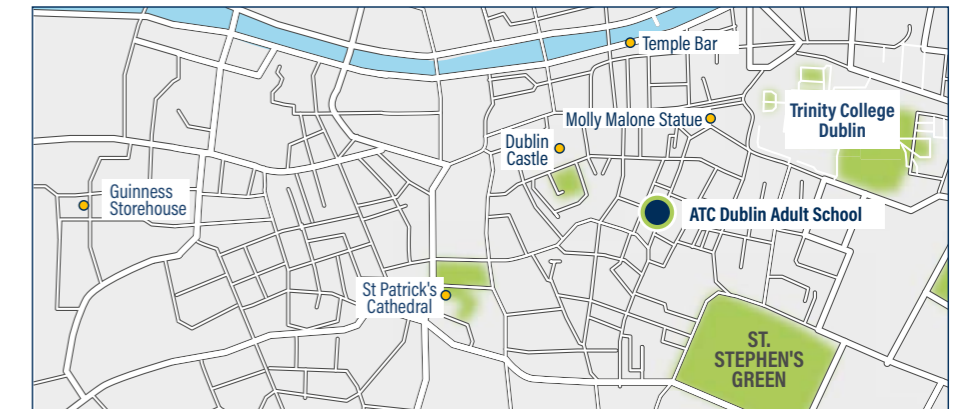 Temple Bar
Trinity College
Dublin
Molly Malone Statue
Dublin
Castle
Guinness
Storehouse
ATC Dublin Adult School
St Patrick's
Cathedral
ST.
STEPHEN'S
GREEN